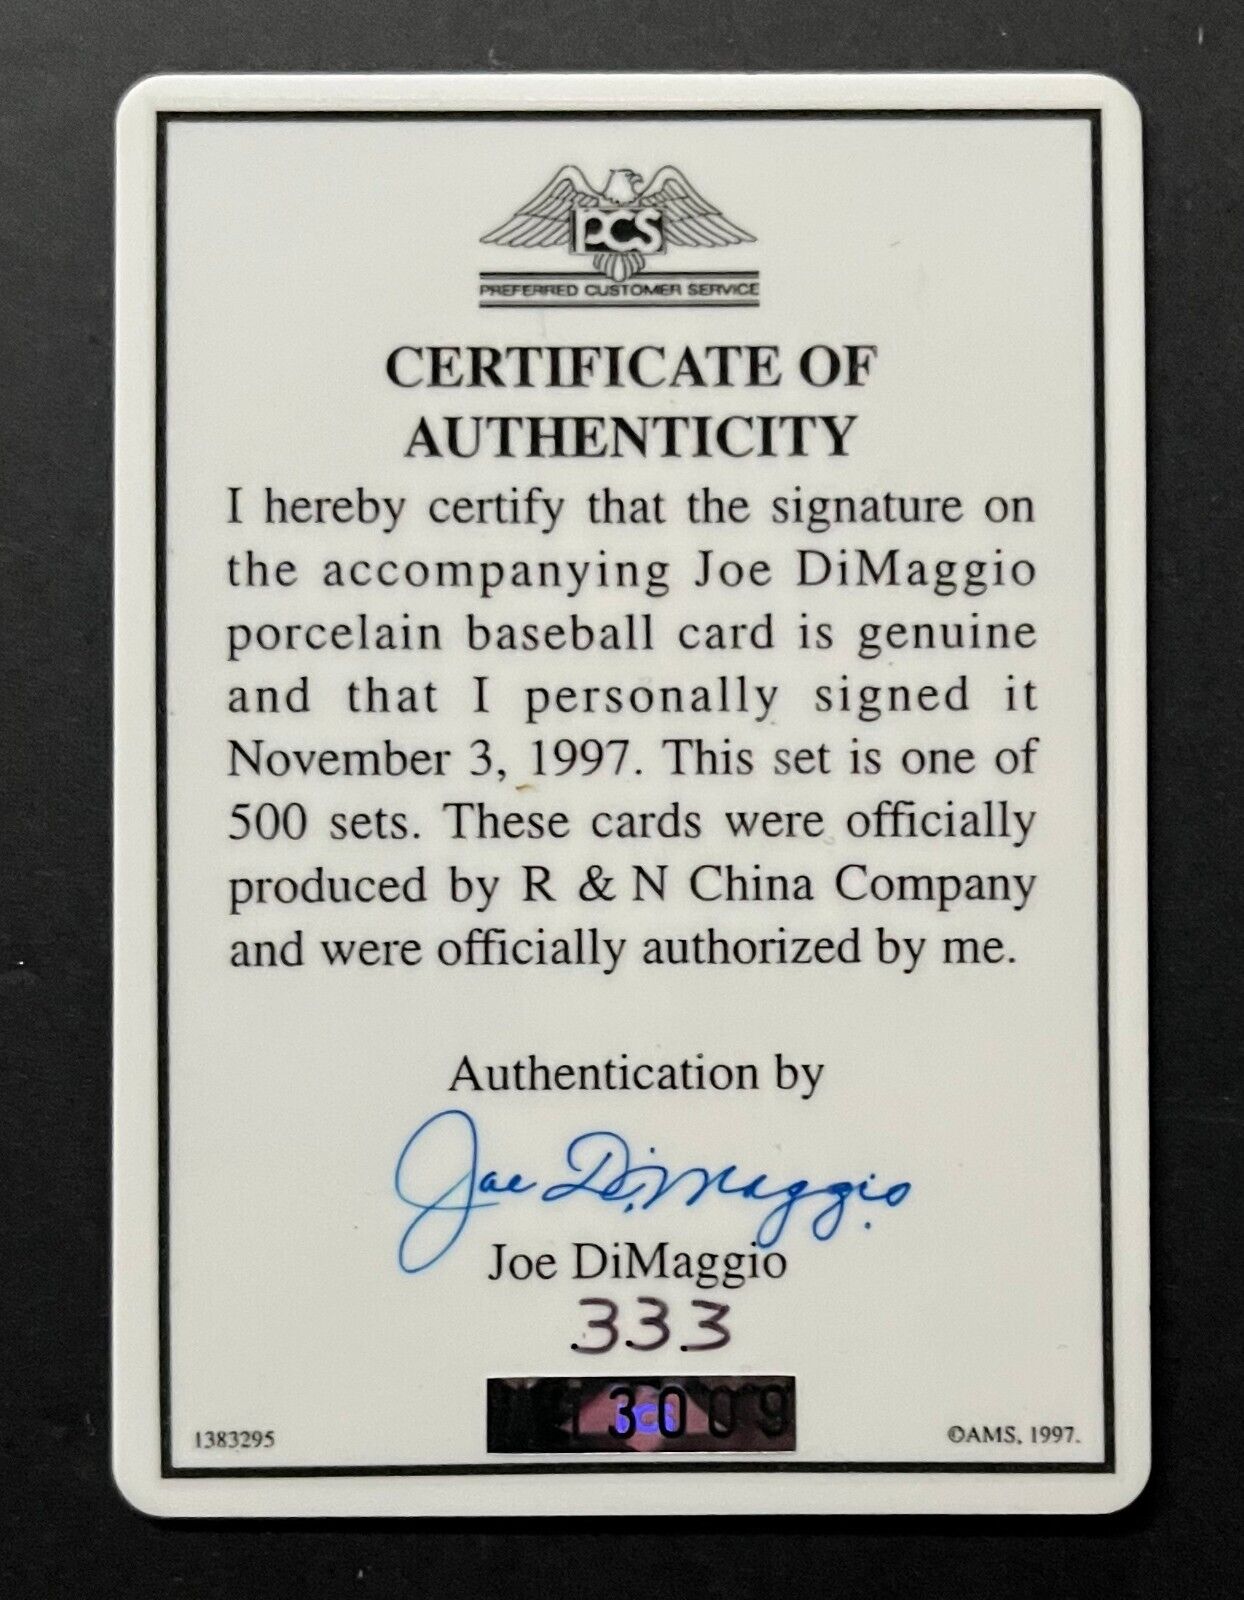 PCS
PREFERRED CUSTOMER SERVICE
CERTIFICATE OF
AUTHENTICITY
I hereby certify that the signature on
the accompanying Joe DiMaggio
porcelain baseball card is genuine
and that I personally signed it
November 3, 1997. This set is one of
500 sets. These cards were officially
produced by R & N China Company
and were officially authorized by me.
Authentication by
Joe DiMaggio
Joe DiMaggio
333
PCS
1383295
©AMS, 1997.